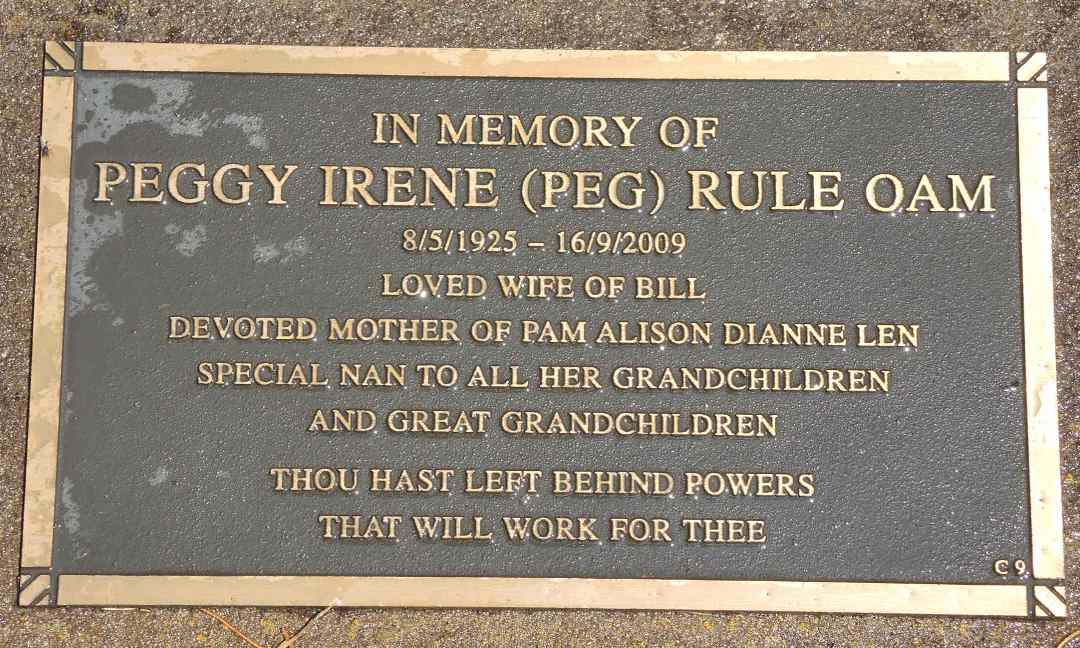 IN MEMORY OF
PEGGY IRENE (PEG) RULE OAM
8/5/1925 – 16/9/2009
LOVED WIFE OF BILL
DEVOTED MOTHER OF PAM ALISON DIANNE LEN
SPECIAL NAN TO ALL HER GRANDCHILDREN
AND GREAT GRANDCHILDREN
THOU HAST LEFT BEHIND POWERS
THAT WILL WORK FOR THEE
C 9